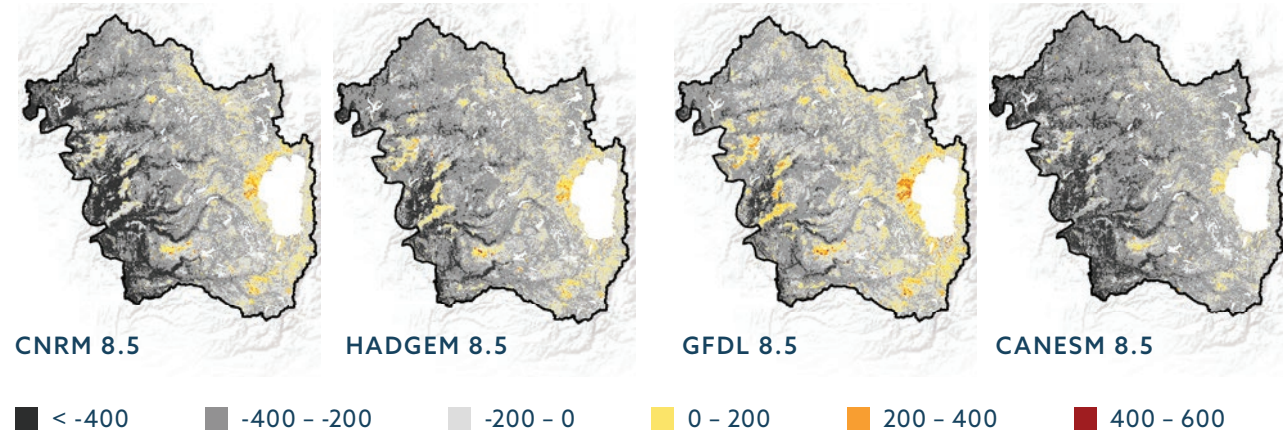 CNRM 8.5 HADGEM 8.5 GFDL 8.5 CANESM 8.5
< -400 -400 – -200 -200 – 0 0 – 200 200 – 400 400 – 600